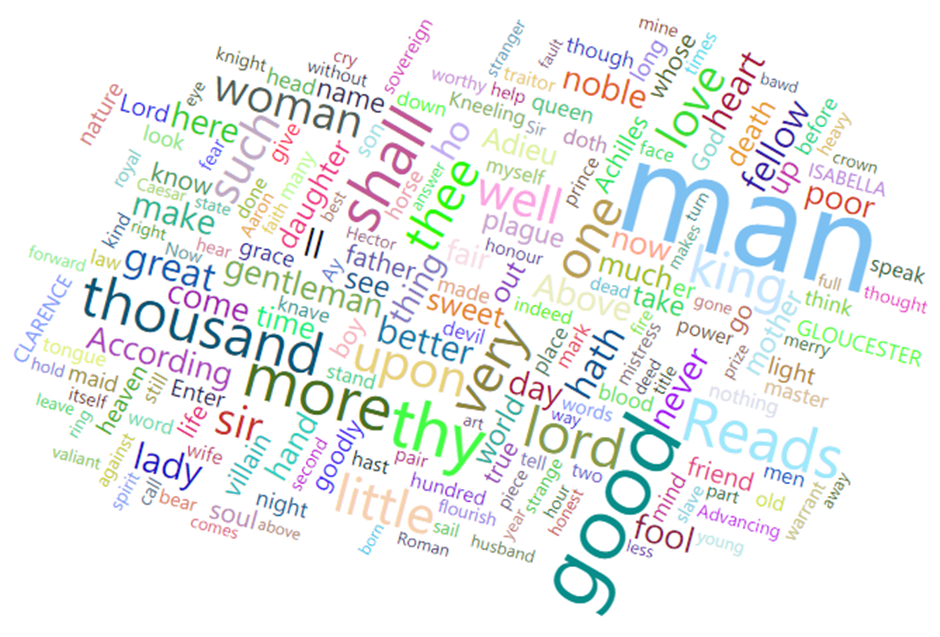 mine
stranger
sovereign
fault
though
long
whose
times
knight
cry
without
head
name
worthy
help
traitor
noble
love
heart
bawd
eye
woman
down
Kneeling
queen
nature
Lord
here
such
give
son
shall
ho
Sir
doth
Achilles
face
God
death
fellow
before
heavy
look
fear
many
daughter
horse
answer
Adieu
myself
prince
up
crown
ISABELLA
royal
know
Caesar
state
done
Aaron
faith
best
thee
well
plague
one
man
poor
make
kind
right
Now
hear
grace
ll
Hector
father
thing
fair
honour
out
now
much
er
makes
turn
king
speak
forward
law
great
gentleman
Ay
see
made
sweet
indeed
Above
dead
take
gone
go
mother
think
full
thought
CLARENCE
thousand
come
time
knave
boy
better
devil
very
place
mark
fire
mistress
power
prize
merry
GLOUCESTER
tongue
According
stand
upon
day
hath
deed
title
never
light
hold
maid
heaven
still
Enter
more
thy
art
world
lord
words
way
blood
nothing
master
itself
leave
ring
word
life
sir
hand
goodly
hast
pair
true
tell
two
good
Reads
valiant
against
lady
wife
villain
second
hundred
piece
strange
mind
friend
men
spirit
call
bear
night
flourish
year
hour
honest
slave
part
old
warrant
away
comes
soul
above
little
sail
born
Roman
husband
less
fool
Advancing
young